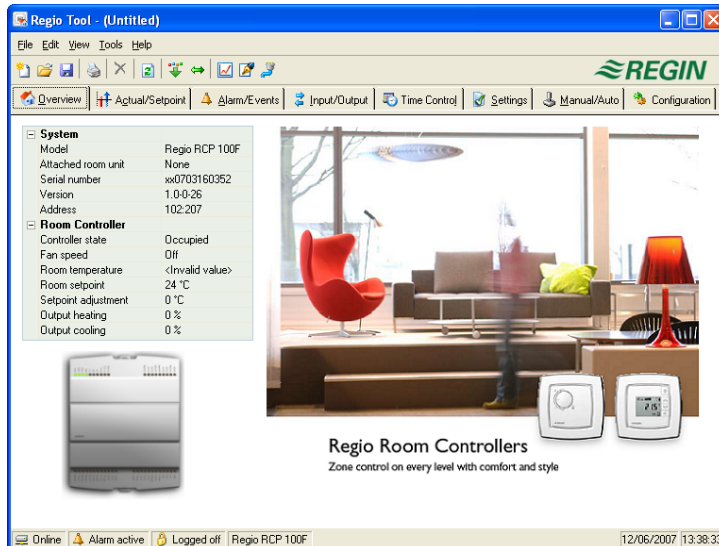 Regio Tool - (Untitled)
File Edit View Tools Help
REGIN
Overview Actual/Setpoint Alarm/Events Input/Output Time Control Settings Manual/Auto Configuration
System
Model Regio RCP 100F
Attached room unit None
Serial number xx0703160352
Version 1.0-0-26
Address 102:207
Room Controller
Controller state Occupied
Fan speed Off
Room temperature <Invalid value>
Room setpoint 24 °C
Setpoint adjustment 0 °C
Output heating 0 %
Output cooling 0 %
Regio Room Controllers
Zone control on every level with comfort and style
Online Alarm active Logged off Regio RCP 100F 12/06/2007 13:38:33